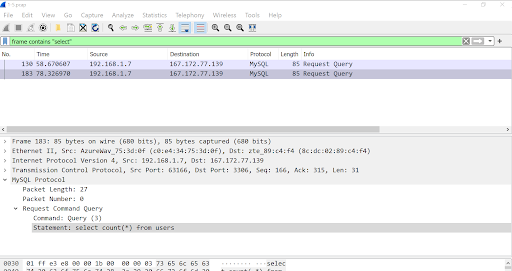 1-1.pcap
File Edit View Go Capture Analyze Statistics Telephony Wireless Tools Help
frame contains "select"
No. Time Source Destination Protocol Length Info
130 58.670607 192.168.1.7 167.172.77.139 MySQL 85 Request Query
183 78.326970 192.168.1.7 167.172.77.139 MySQL 85 Request Query
Frame 183: 85 bytes on wire (680 bits), 85 bytes captured (680 bits)
Ethernet II, Src: AzureWav_75:3d:0f (c0:e4:34:75:3d:0f), Dst: zte_89:c4:f4 (8c:dc:02:89:c4:f4)
Internet Protocol Version 4, Src: 192.168.1.7, Dst: 167.172.77.139
Transmission Control Protocol, Src Port: 63166, Dst Port: 3306, Seq: 166, Ack: 315, Len: 31
MySQL Protocol
Packet Length: 27
Packet Number: 0
Request Command Query
Command: Query (3)
Statement: select count(*) from users
0030 01 ff e3 e8 00 00 1b 00 00 00 03 73 65 6c 65 63 ········ ···selec